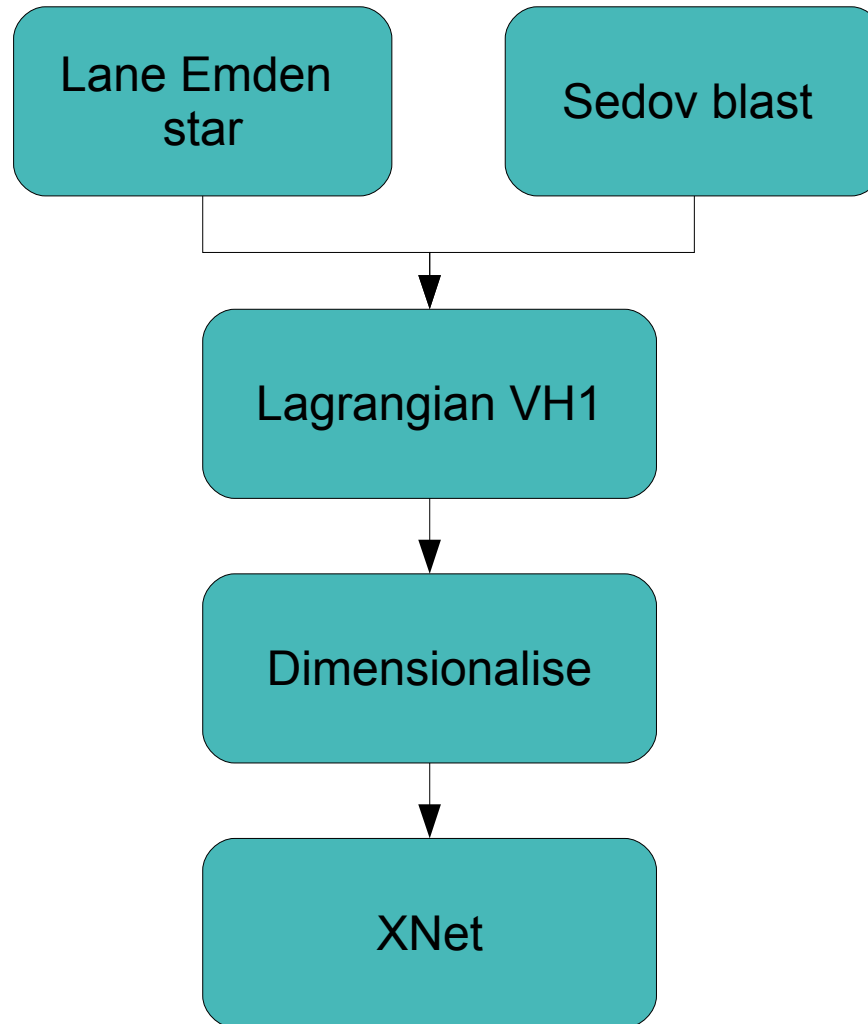 Lane Emden
star
Sedov blast
Lagrangian VH1
Dimensionalise
XNet